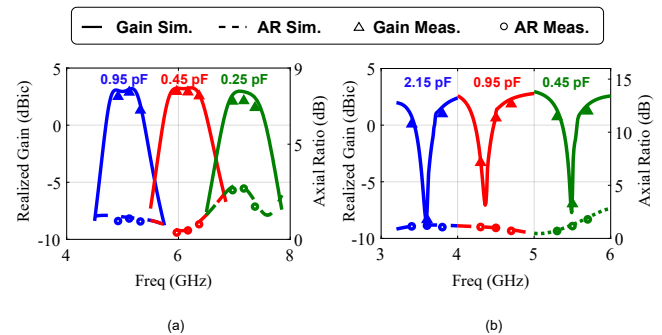 Gain Sim. AR Sim. Gain Meas. AR Meas.
0.95 pF 0.45 pF 0.25 pF
Realized Gain (dBic)
5
0
-5
-10
9
5
2
0
Axial Ratio (dB)
4 6 8
Freq (GHz)
(a)
2.15 pF 0.95 pF 0.45 pF
Realized Gain (dBic)
5
0
-5
-10
15
10
5
0
Axial Ratio (dB)
3 4 5 6
Freq (GHz)
(b)